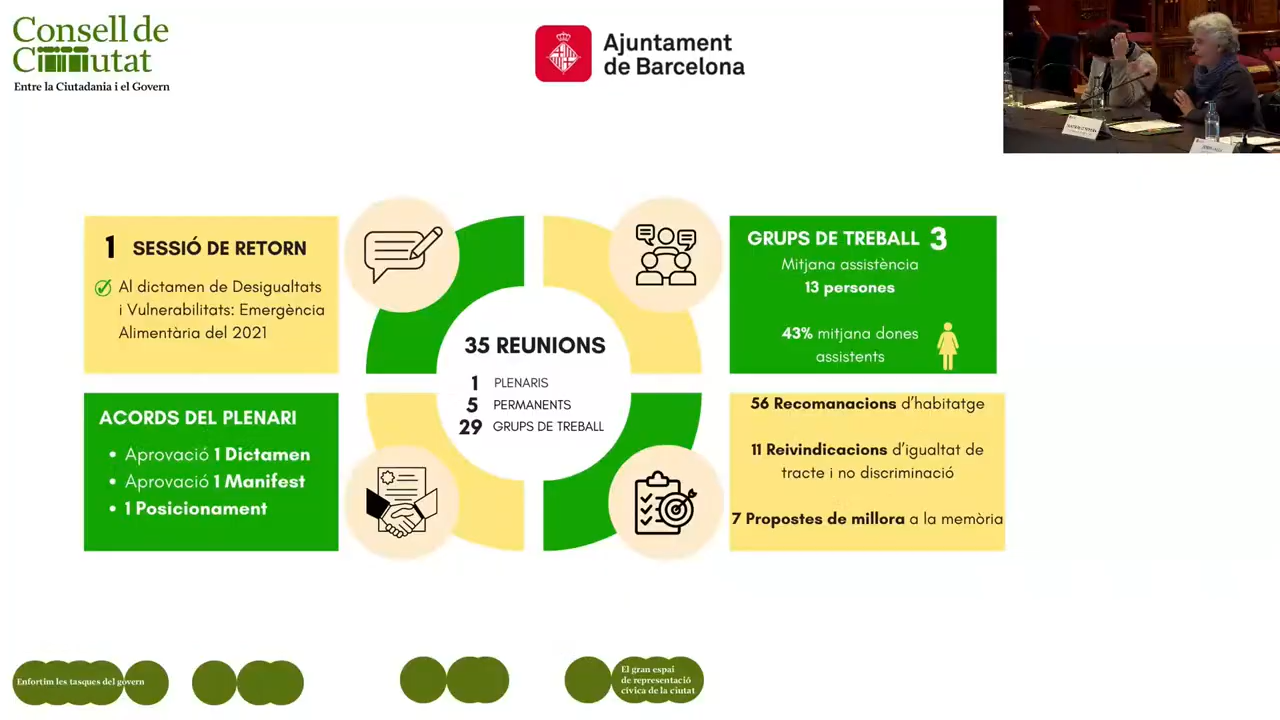 Consell de
Ciutat
Entre la Ciutadania i el Govern
Ajuntament
de Barcelona
1 SESSIÓ DE RETORN
Al dictamen de Desigualtats
i Vulnerabilitats: Emergència
Alimentària del 2021
GRUPS DE TREBALL 3
Mitjana assistència
13 persones
43% mitjana dones
assistents
35 REUNIONS
1 PLENARIS
5 PERMANENTS
29 GRUPS DE TREBALL
ACORDS DEL PLENARI
• Aprovació 1 Dictamen
• Aprovació 1 Manifest
• 1 Posicionament
56 Recomanacions d'habitatge
11 Reivindicacions d'igualtat de
tracte i no discriminació
7 Propostes de millora a la memòria
Enfortim les tasques del govern
El gran espai
de representació
cívica de la ciutat